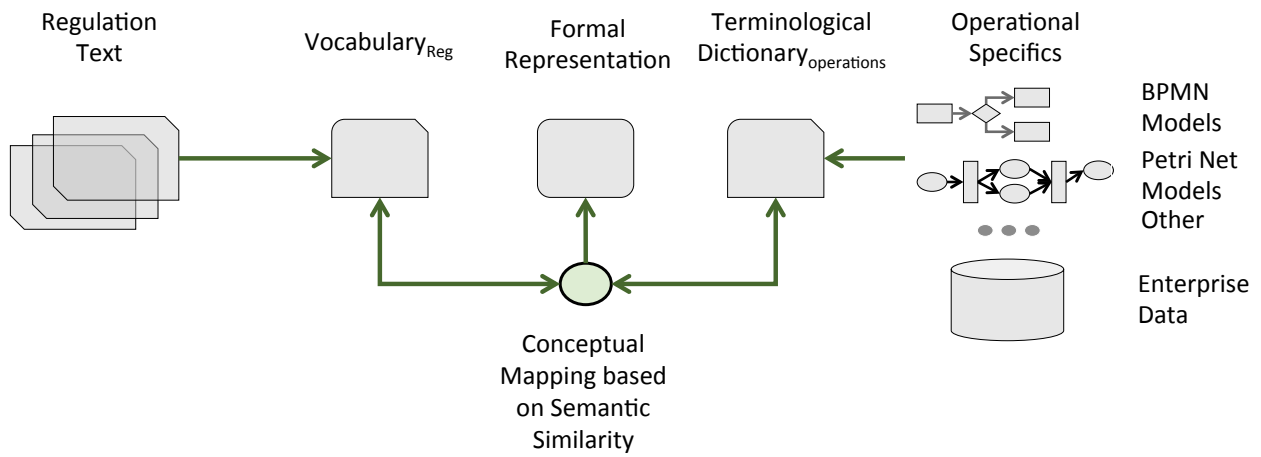 Regulation
Text
Vocabulary Reg
Formal
Representation
Terminological
Dictionary operations
Operational
Specifics
BPMN
Models
Petri Net
Models
Other
Enterprise
Data
Conceptual
Mapping based
on Semantic
Similarity